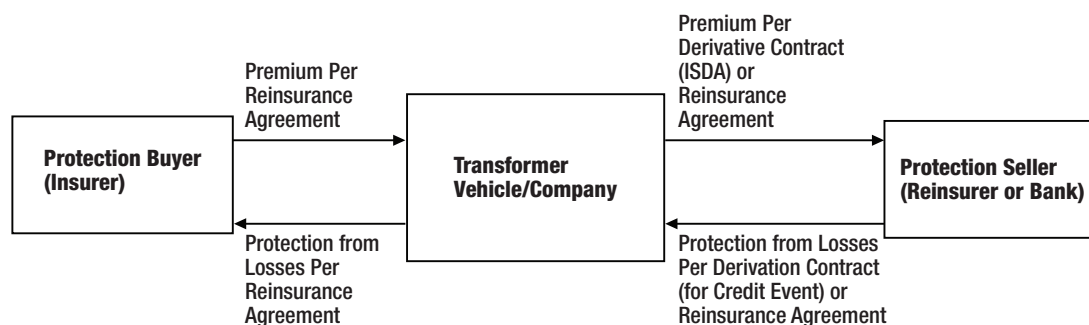 Premium Per
Reinsurance
Agreement
Premium Per
Derivative Contract
(ISDA) or
Reinsurance
Agreement
Protection Buyer
(Insurer)
Transformer
Vehicle/Company
Protection Seller
(Reinsurer or Bank)
Protection from
Losses Per
Reinsurance
Agreement
Protection from Losses
Per Derivation Contract
(for Credit Event) or
Reinsurance Agreement